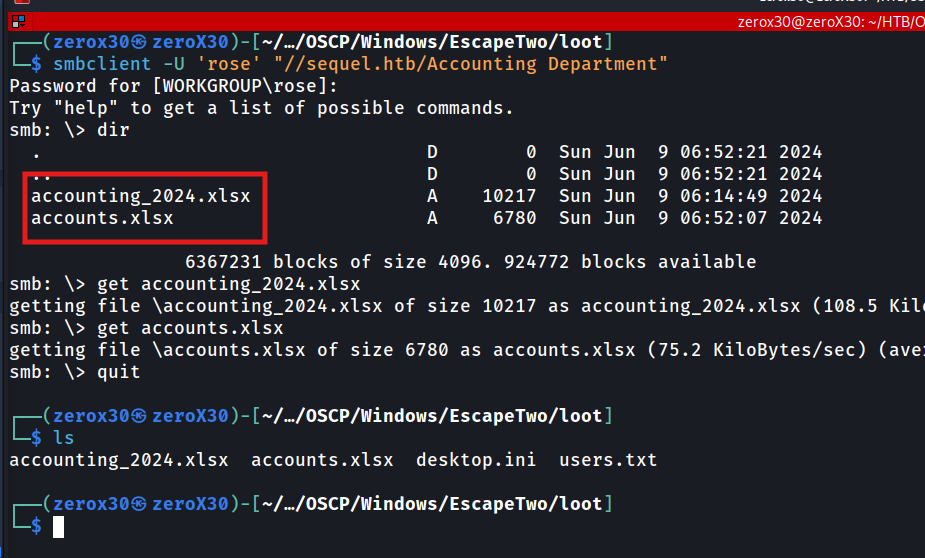 zerox30@zeroX30: ~/HTB/O
┌──(zerox30㉿zeroX30)-[~/…/OSCP/Windows/EscapeTwo/loot]
└─$ smbclient -U 'rose' "//sequel.htb/Accounting Department"
Password for [WORKGROUP\rose]:
Try "help" to get a list of possible commands.
smb: \> dir
  .                                   D        0  Sun Jun  9 06:52:21 2024
  ..                                  D        0  Sun Jun  9 06:52:21 2024
  accounting_2024.xlsx                A    10217  Sun Jun  9 06:14:49 2024
  accounts.xlsx                       A     6780  Sun Jun  9 06:52:07 2024
                6367231 blocks of size 4096. 924772 blocks available
smb: \> get accounting_2024.xlsx
getting file \accounting_2024.xlsx of size 10217 as accounting_2024.xlsx (108.5 Kil
smb: \> get accounts.xlsx
getting file \accounts.xlsx of size 6780 as accounts.xlsx (75.2 KiloBytes/sec) (ave
smb: \> quit
┌──(zerox30㉿zeroX30)-[~/…/OSCP/Windows/EscapeTwo/loot]
└─$ ls
accounting_2024.xlsx  accounts.xlsx  desktop.ini  users.txt
┌──(zerox30㉿zeroX30)-[~/…/OSCP/Windows/EscapeTwo/loot]
└─$